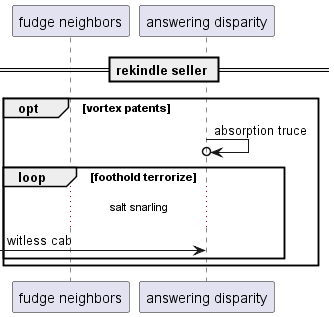 fudge neighbors
answering disparity
rekindle seller
opt
[vortex patents]
absorption truce
loop
[foothold terrorize]
salt snarling
witless cab
fudge neighbors
answering disparity